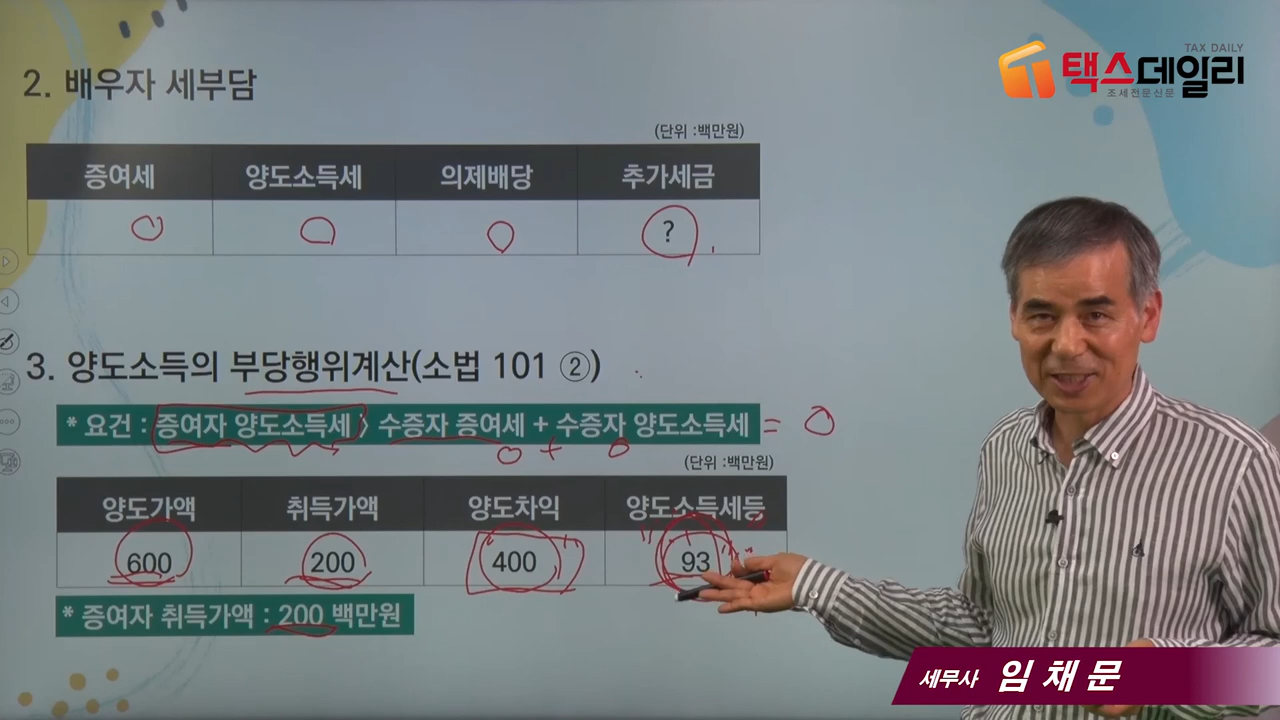 TAX DAILY
택스데일리
조세전문신문
2. 배우자 세부담
(단위 :백만원)
증여세 양도소득세 의제배당 추가세금
0 0 0 ?
3. 양도소득의 부당행위계산(소법 101 ②)
* 요건 : 증여자 양도소득세 > 수증자 증여세 + 수증자 양도소득세 = 0
0 + 0
(단위 :백만원)
양도가액 취득가액 양도차익 양도소득세등
600 200 400 93
* 증여자 취득가액 : 200 백만원
세무사 임채문